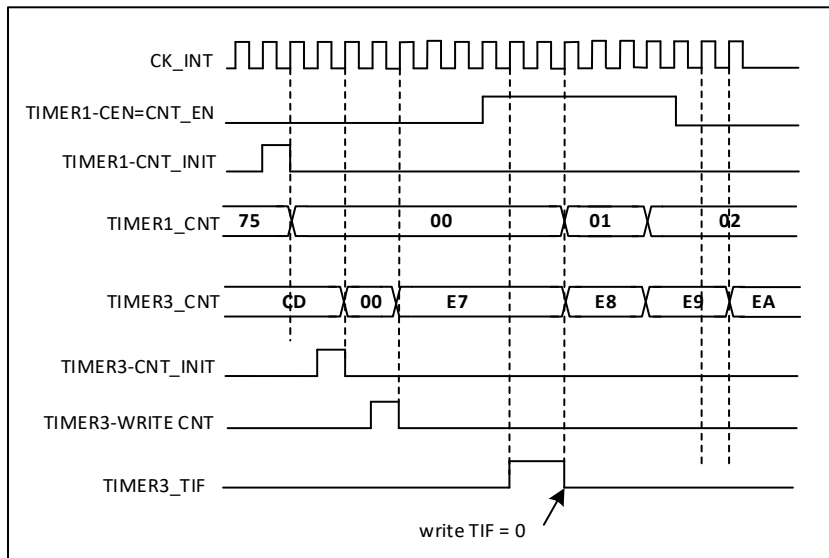 CK_INT
TIMER1-CEN=CNT_EN
TIMER1-CNT_INIT
TIMER1_CNT 75 00 01 02
TIMER3_CNT CD 00 E7 E8 E9 EA
TIMER3-CNT_INIT
TIMER3-WRITE CNT
TIMER3_TIF
write TIF = 0